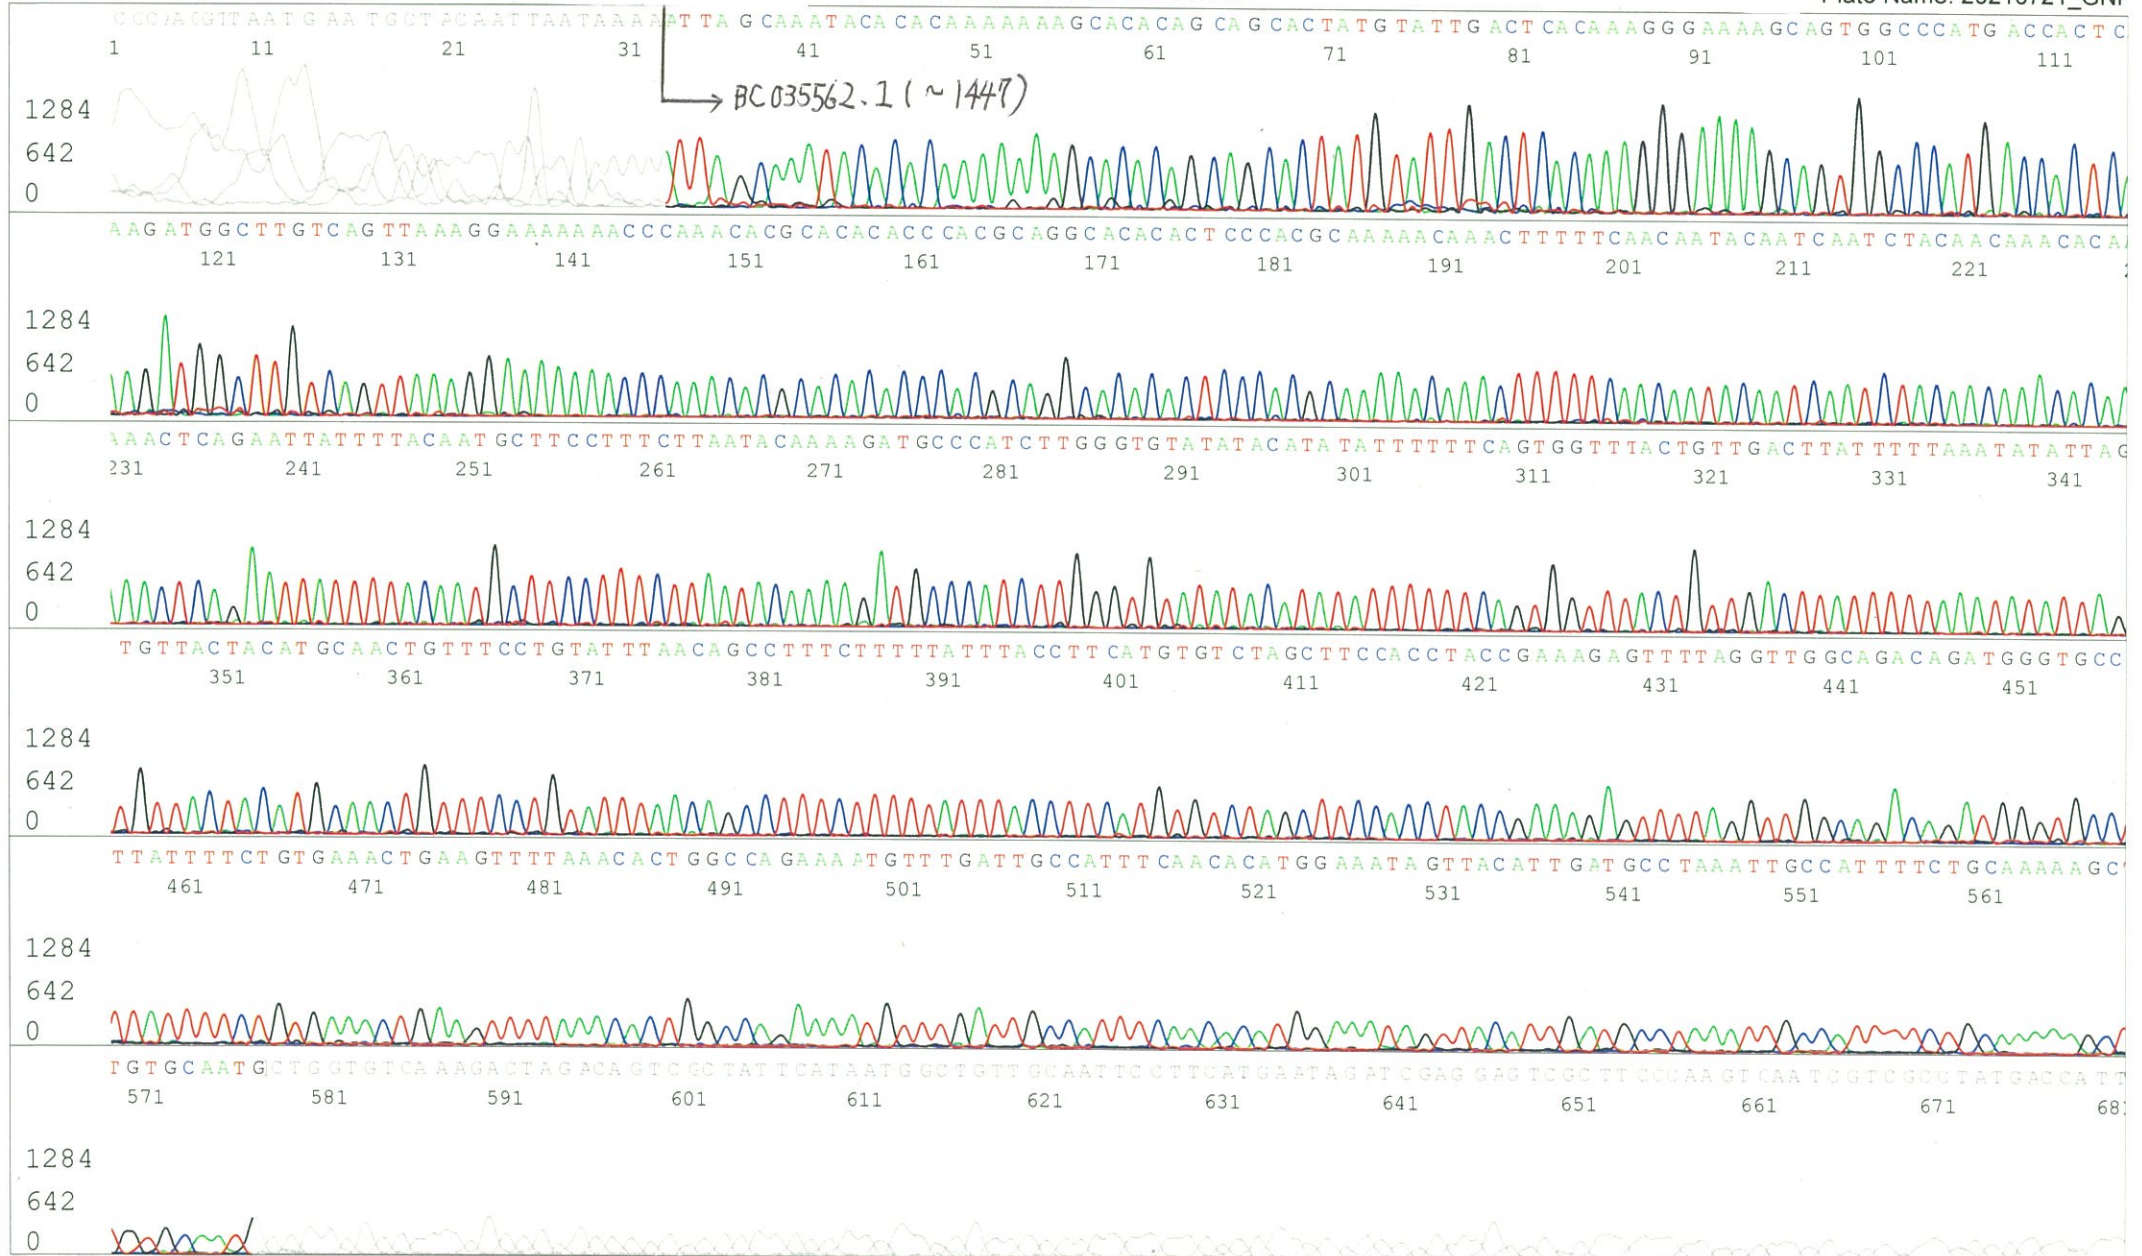 Plate Name: 20210721_GNP
CCCAACGTTAATGAATGCTACAATTAATAAAAATTAGCAAATACACACAAAAAAAGCACACAGCAGCACTATGTATTGACTCACAAAGGGAAAAGCAGTGGCCCATGACCACTC
1 11 21 31 41 51 61 71 81 91 101 111
BC035562.1 (~1447)
1284
642
0
AAGATGGCTTGTCAGTTAAAGGAAAAAAACCCAAACACGCACACACCCACGCAGGCACACACTCCCACGCAAAAACAAACTTTTTCAACAATACAATCAATCTACAACAAACACAA
121 131 141 151 161 171 181 191 201 211 221
1284
642
0
AAACTCAGAATTATTTTACAATGCTTCCTTTCTTAATACAAAAGATGCCCATCTTGGGTGTATATACATATATTTTTTCAGTGGTTTACTGTTGACTTATTTTTAAATATATTAG
231 241 251 261 271 281 291 301 311 321 331 341
1284
642
0
TGTTACTACATGCAACTGTTTCCTGTATTTAACAGCCTTTCTTTTTATTTACCTTCATGTGTCTAGCTTCCACCTACCGAAAGAGTTTTAGGTTGGCAGACAGATGGGTGCC
351 361 371 381 391 401 411 421 431 441 451
1284
642
0
TTATTTTCTGTGAAACTGAAGTTTTAAACACTGGCCAGAAAATGTTTGATTGCCATTTCAACACATGGAAATAGTTACATTGATGCCTAAATTGCCATTTTCTGCAAAAAGCT
461 471 481 491 501 511 521 531 541 551 561
1284
642
0
TGTGCAATGCTGGTGTCAAAGACTAGACAGTCGCTATTCATAATGGCTGTTGCAATTCCTTCATGAATAGATCGAGGAGTCGCTTCCCAAGTCAATCGTCGCCTATGACCATT
571 581 591 601 611 621 631 641 651 661 671 681
1284
642
0